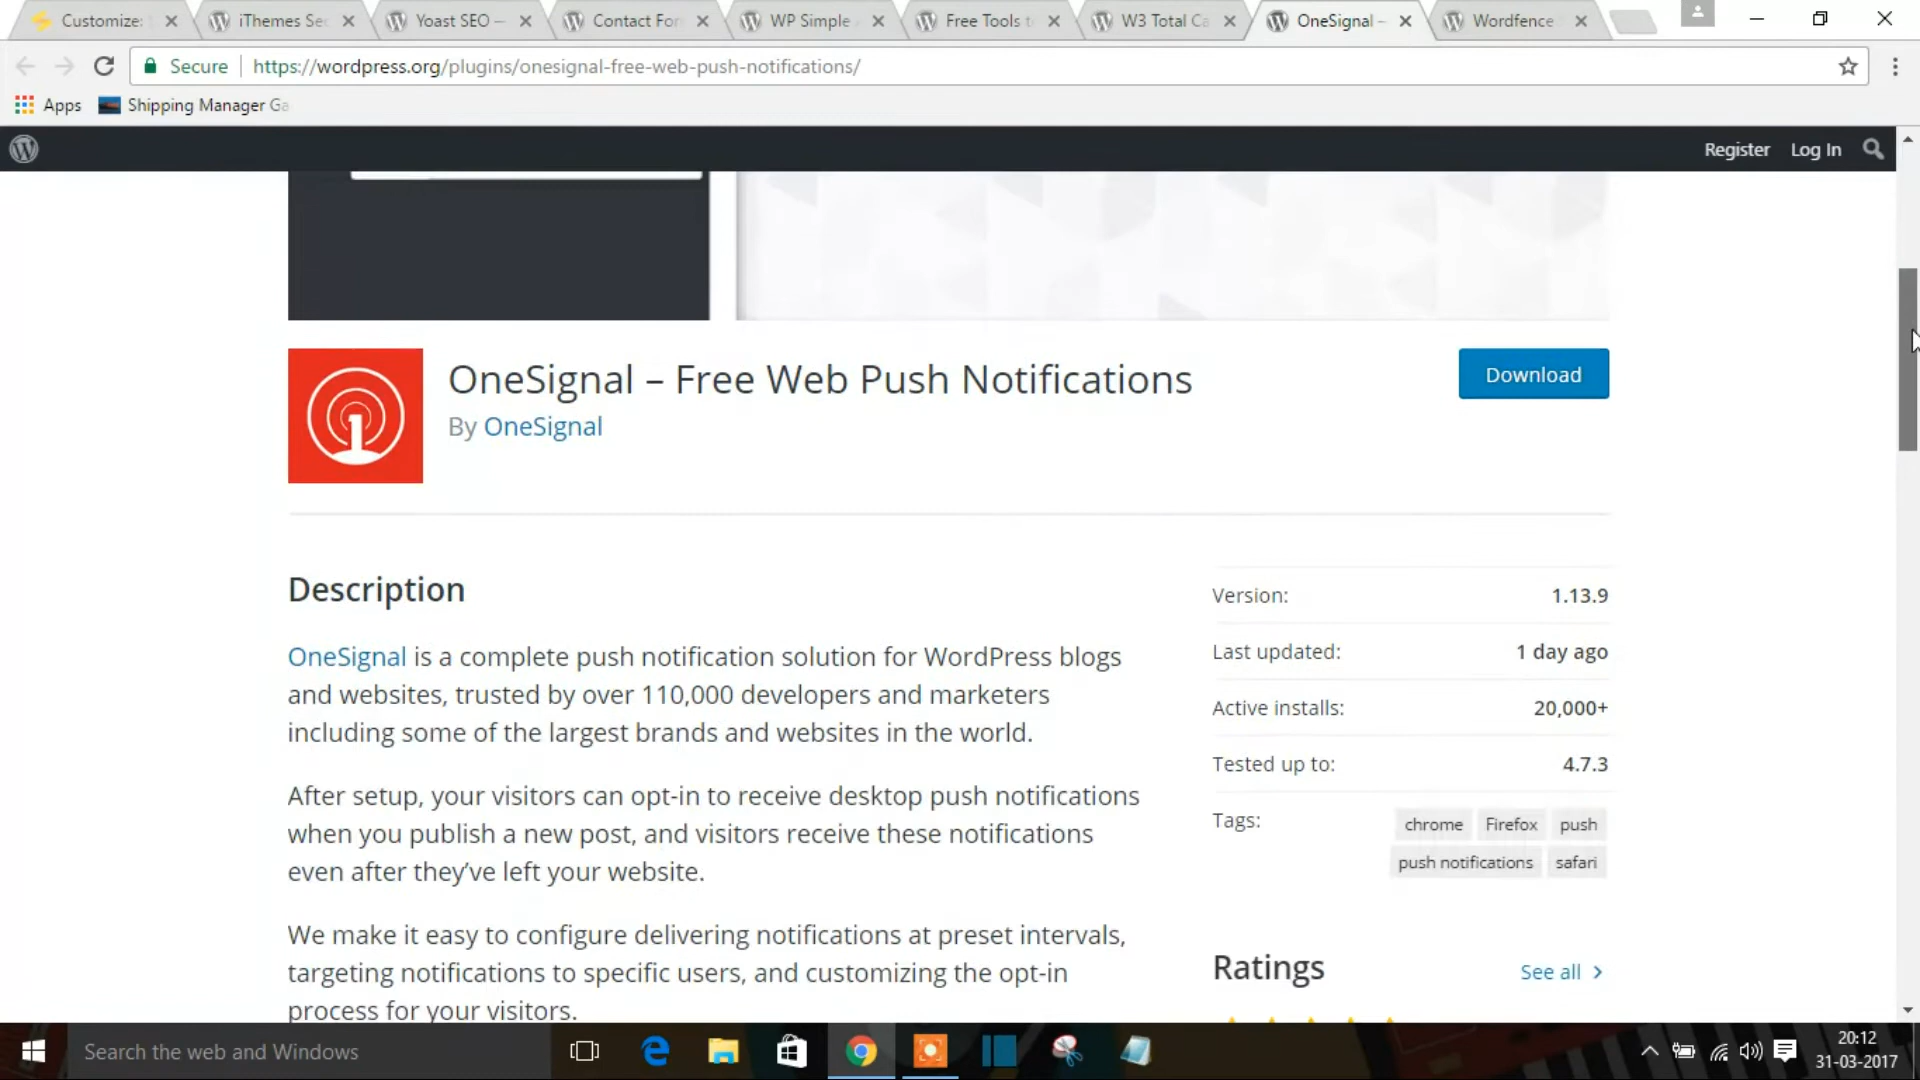 Customize:
iThemes Sec
Yoast SEO –
Contact For
WP Simple
Free Tools t
W3 Total Ca
OneSignal –
Wordfence
Secure
https://wordpress.org/plugins/onesignal-free-web-push-notifications/
Apps
Shipping Manager Ga
Register
Log In
OneSignal – Free Web Push Notifications
Download
By OneSignal
Description
OneSignal is a complete push notification solution for WordPress blogs
and websites, trusted by over 110,000 developers and marketers
including some of the largest brands and websites in the world.
After setup, your visitors can opt-in to receive desktop push notifications
when you publish a new post, and visitors receive these notifications
even after they’ve left your website.
We make it easy to configure delivering notifications at preset intervals,
targeting notifications to specific users, and customizing the opt-in
process for your visitors.
Version: 1.13.9
Last updated: 1 day ago
Active installs: 20,000+
Tested up to: 4.7.3
Tags: chrome Firefox push
push notifications safari
Ratings
See all
Search the web and Windows
20:12
31-03-2017